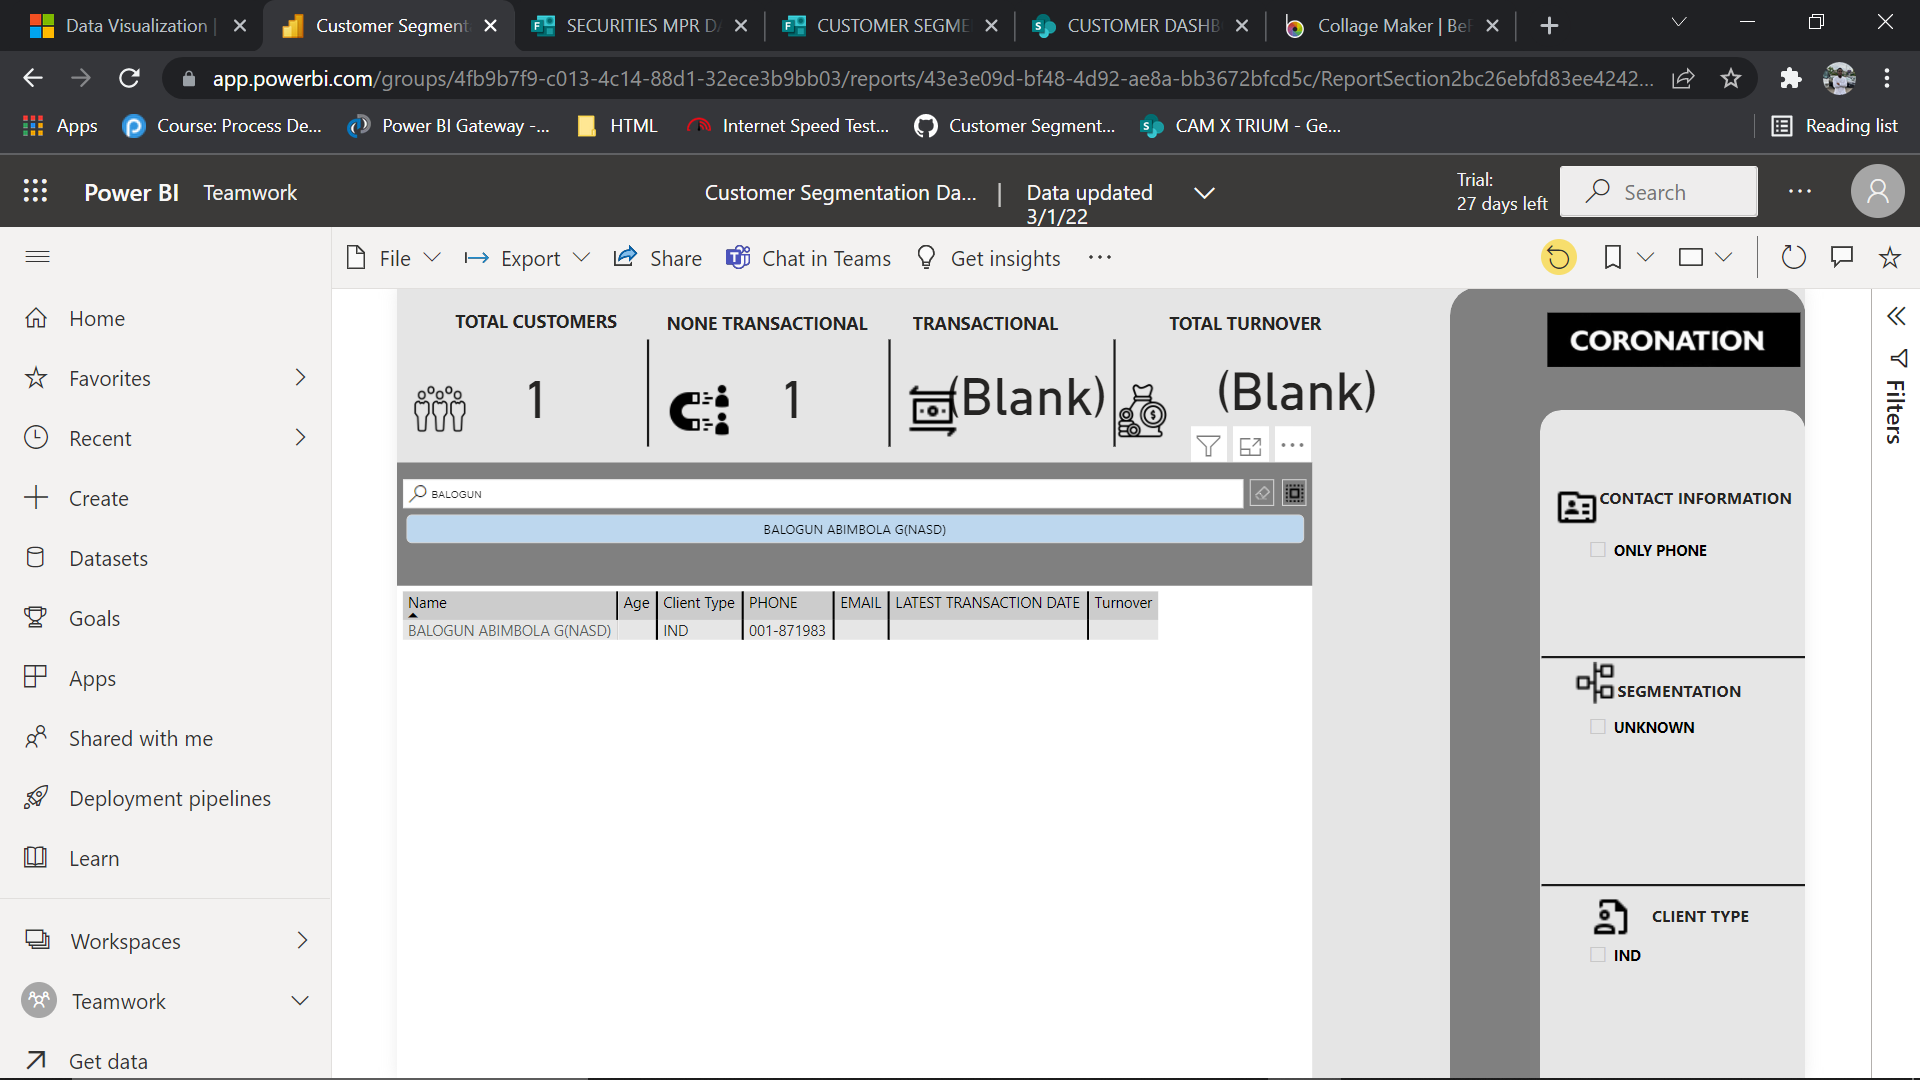 Data Visualization |
Customer Segment
SECURITIES MPR DA
CUSTOMER SEGME
CUSTOMER DASHB
Collage Maker | BeF
app.powerbi.com/groups/4fb9b7f9-c013-4c14-88d1-32ece3b9bb03/reports/43e3e09d-bf48-4d92-ae8a-bb3672bfcd5c/ReportSection2bc26ebfd83ee4242...
Apps
Course: Process De...
Power BI Gateway -...
HTML
Internet Speed Test...
Customer Segment...
CAM X TRIUM - Ge...
Reading list
Power BI Teamwork
Customer Segmentation Da... | Data updated
3/1/22
Trial:
27 days left
Search
File
Export
Share
Chat in Teams
Get insights
Home
Favorites
Recent
Create
Datasets
Goals
Apps
Shared with me
Deployment pipelines
Learn
Workspaces
Teamwork
Get data
TOTAL CUSTOMERS
NONE TRANSACTIONAL
TRANSACTIONAL
TOTAL TURNOVER
1
1
(Blank)
(Blank)
BALOGUN
BALOGUN ABIMBOLA G(NASD)
Name Age Client Type PHONE EMAIL LATEST TRANSACTION DATE Turnover
BALOGUN ABIMBOLA G(NASD) IND 001-871983
CORONATION
CONTACT INFORMATION
ONLY PHONE
SEGMENTATION
UNKNOWN
CLIENT TYPE
IND
Filters